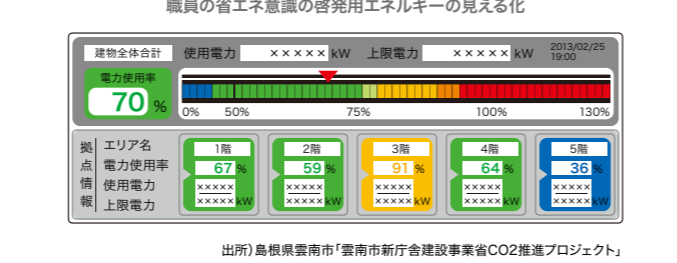 職員の省エネ意識の啓発用エネルギーの見える化
建物全体合計 使用電力 ××××× kW 上限電力 ××××× kW 2013/02/25
19:00
電力使用率
70 %
0% 50% 75% 100% 130%
拠点情報
エリア名 1階 2階 3階 4階 5階
電力使用率 67 % 59 % 91 % 64 % 36 %
使用電力 ××××× ××××× ××××× ××××× ×××××
上限電力 ××××× kW ××××× kW ××××× kW ××××× kW ××××× kW
出所）島根県雲南市「雲南市新庁舎建設事業省CO2推進プロジェクト」